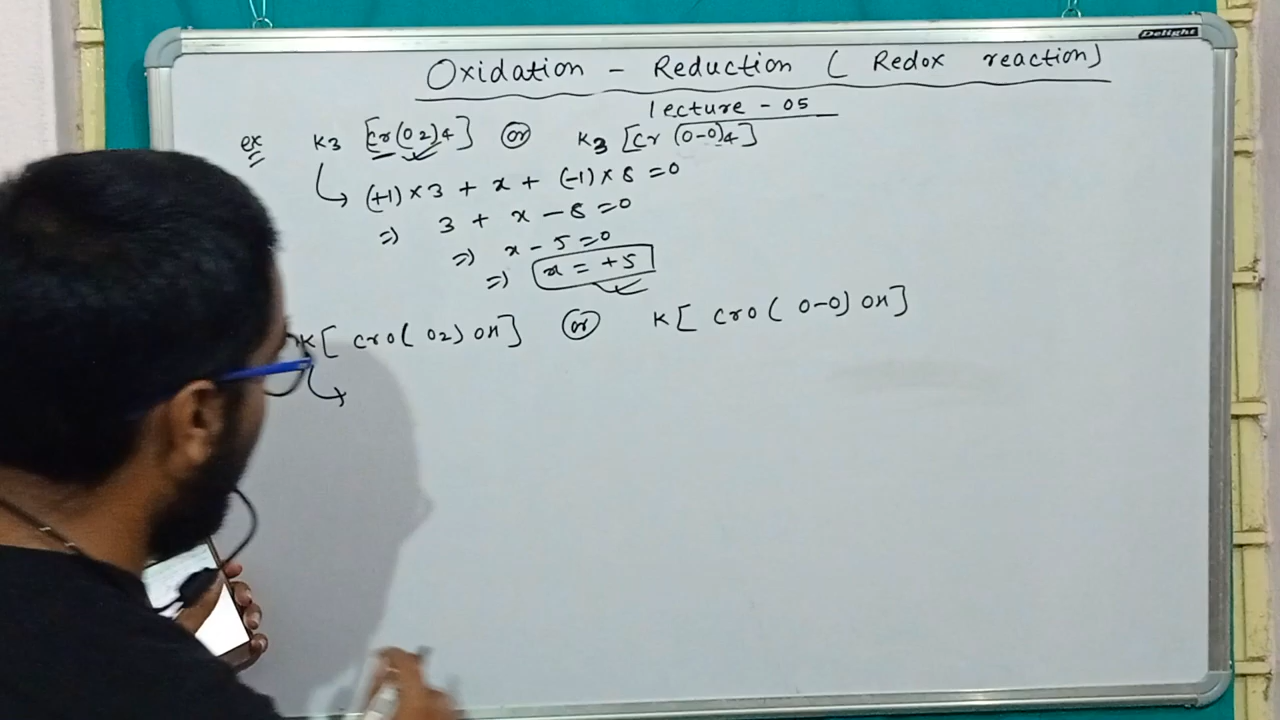 Delight
Oxidation - Reduction ( Redox reaction)
lecture - 05
ex K3 [Cr(O2)4] or K3 [Cr (O-O)4]
(+1)×3 + x + (-1)×8 =0
=) 3 + x - 8 =0
=) x - 5 =0
=) x = +5
K[ CrO( O2) OH] or K[ CrO( O-O) OH]